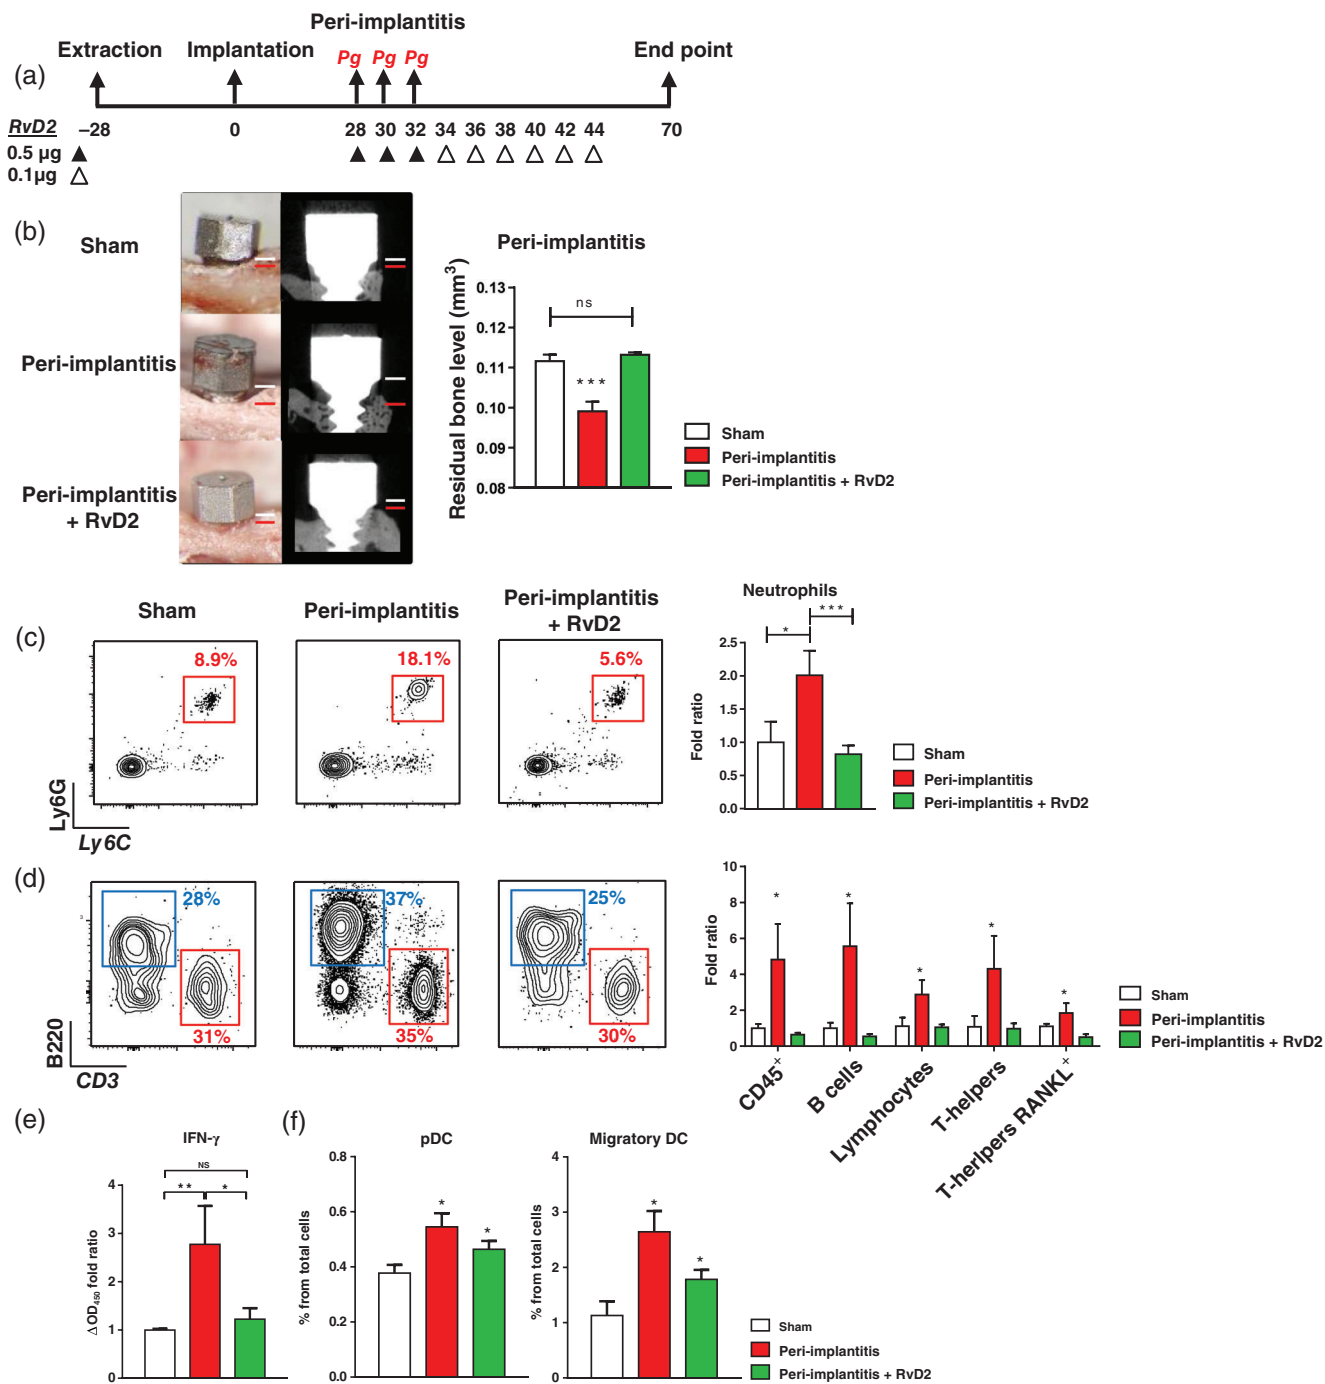 Peri-implantitis
Extraction Implantation Pg Pg Pg End point
(a)
RvD2 –28 0 28 30 32 34 36 38 40 42 44 70
0.5 µg
0.1µg
(b)
Sham
Peri-implantitis
Peri-implantitis
+ RvD2
Peri-implantitis
Residual bone level (mm³)
0.13
0.12
0.11
0.10
0.09
0.08
ns
***
Sham
Peri-implantitis
Peri-implantitis + RvD2
(c)
Sham
Peri-implantitis
Peri-implantitis
+ RvD2
8.9%
18.1%
5.6%
Ly6G
Ly6C
Neutrophils
* ***
Fold ratio
2.5
2.0
1.5
1.0
0.5
0.0
Sham
Peri-implantitis
Peri-implantitis + RvD2
(d)
28%
31%
37%
35%
25%
30%
3
B220
CD3
Fold ratio
10
8
6
4
2
0
* * * * *
CD45×
B cells
Lymphocytes
T-helpers
T-herlpers RANKL×
Sham
Peri-implantitis
Peri-implantitis + RvD2
(e)
IFN-γ
NS
** *
ΔOD450 fold ratio
4
3
2
1
0
(f)
pDC
% from total cells
0.8
0.6
0.4
0.2
0.0
* *
Migratory DC
% from total cells
4
3
2
1
0
* *
Sham
Peri-implantitis
Peri-implantitis + RvD2